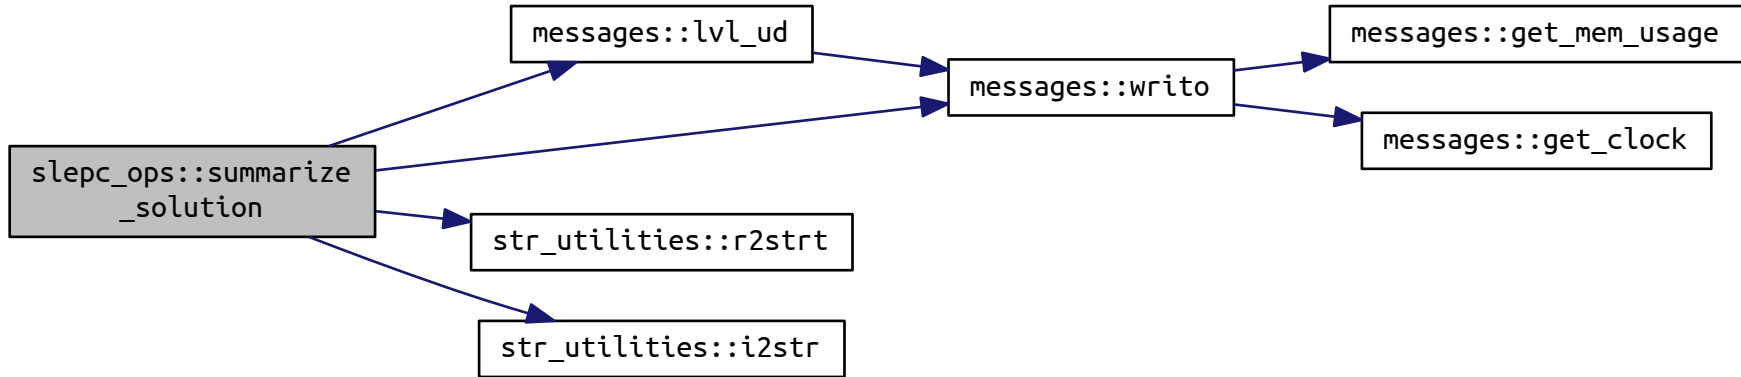 slepc_ops::summarize
_solution
messages::lvl_ud
messages::writo
messages::get_mem_usage
messages::get_clock
str_utilities::r2strt
str_utilities::i2str